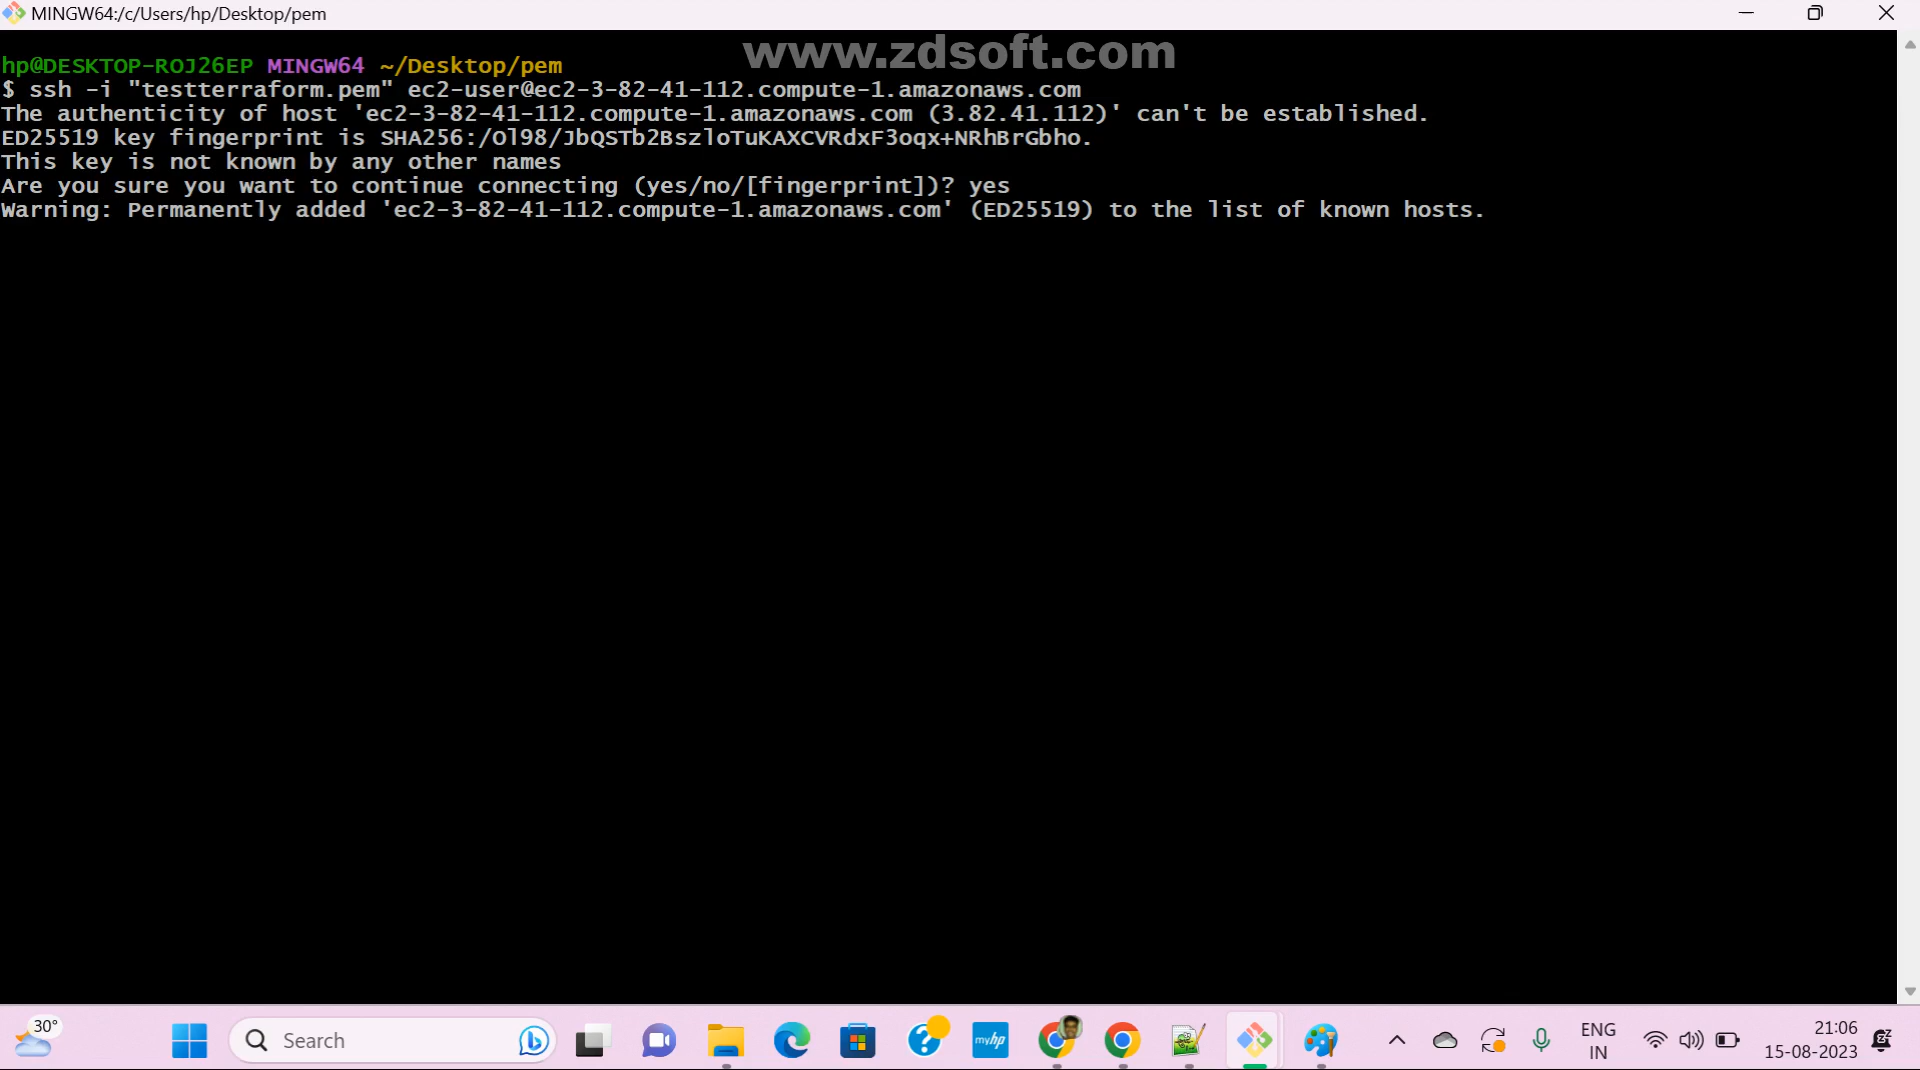 MINGW64:/c/Users/hp/Desktop/pem
www.zdsoft.com
hp@DESKTOP-ROJ26EP MINGW64 ~/Desktop/pem
$ ssh -i "testterraform.pem" ec2-user@ec2-3-82-41-112.compute-1.amazonaws.com
The authenticity of host 'ec2-3-82-41-112.compute-1.amazonaws.com (3.82.41.112)' can't be established.
ED25519 key fingerprint is SHA256:/Ol98/JbQSTb2BszloTuKAXCVRdxF3oqx+NRhBrGbho.
This key is not known by any other names
Are you sure you want to continue connecting (yes/no/[fingerprint])? yes
Warning: Permanently added 'ec2-3-82-41-112.compute-1.amazonaws.com' (ED25519) to the list of known hosts.
30°
Search
myhp
ENG
IN
21:06
15-08-2023